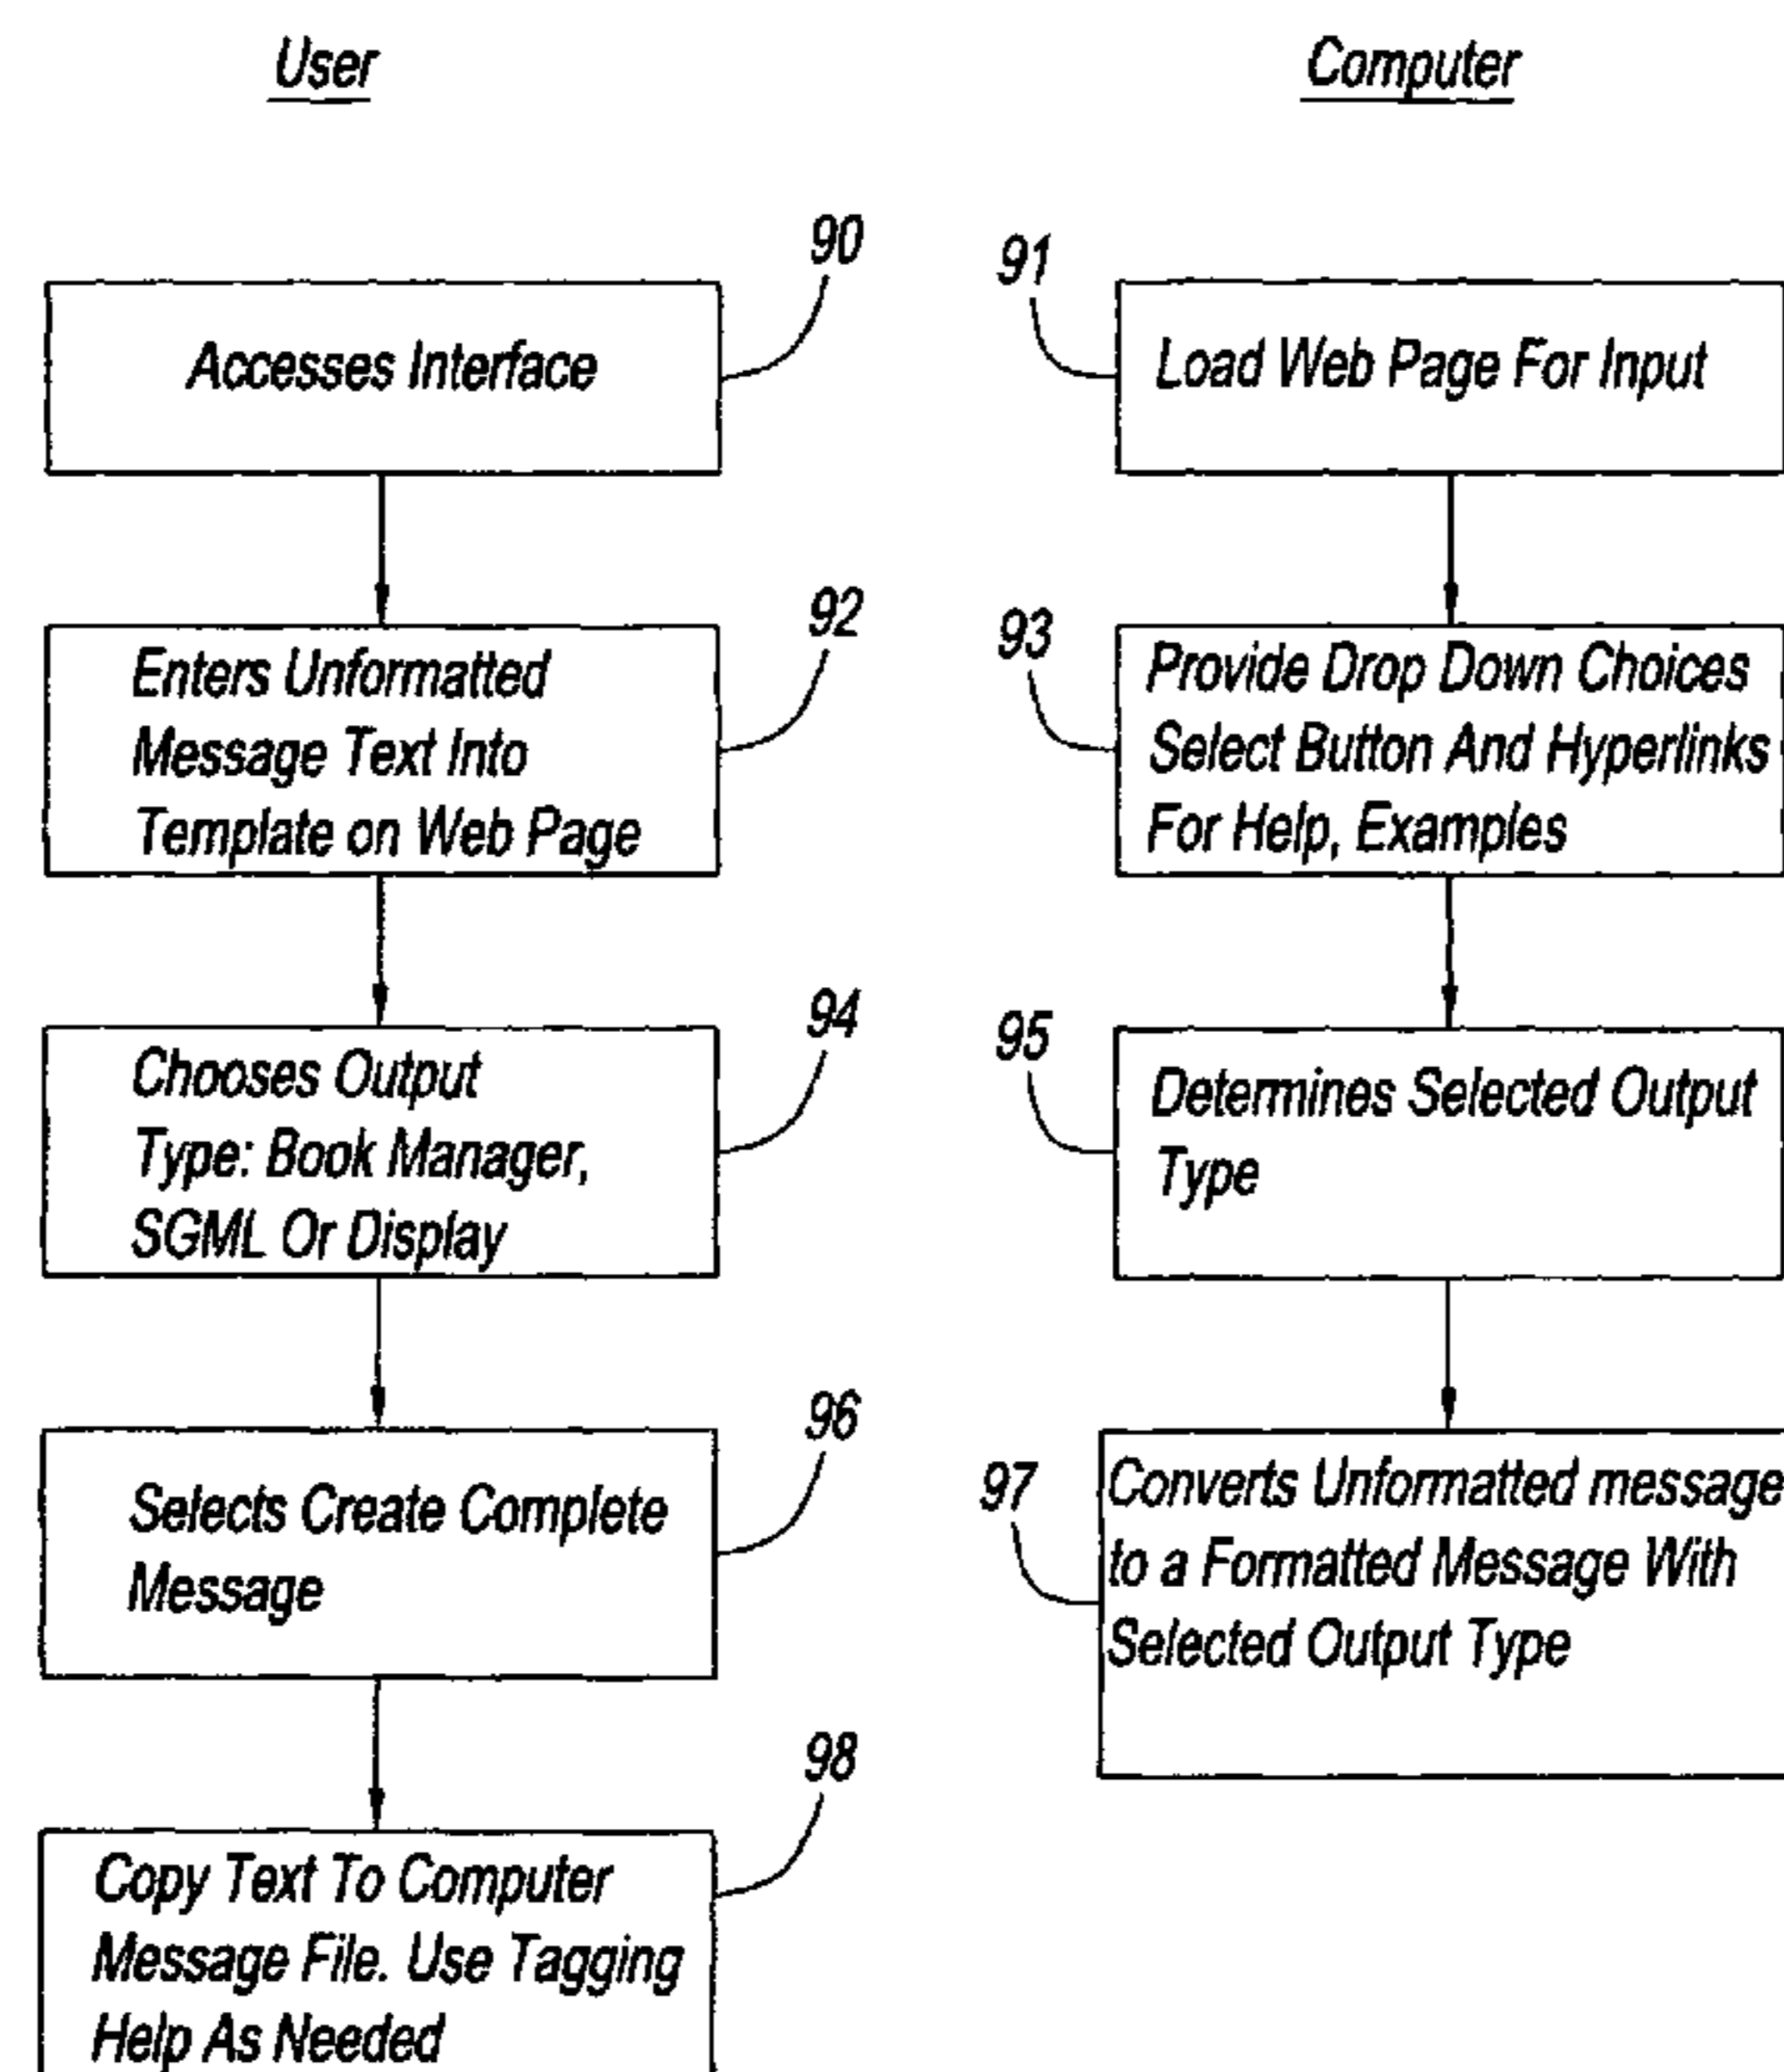 User
Computer
90
Accesses Interface
91
Load Web Page For Input
92
Enters Unformatted
Message Text Into
Template on Web Page
93
Provide Drop Down Choices
Select Button And Hyperlinks
For Help, Examples
94
Chooses Output
Type: Book Manager,
SGML Or Display
95
Determines Selected Output
Type
96
Selects Create Complete
Message
97
Converts Unformatted message
to a Formatted Message With
Selected Output Type
98
Copy Text To Computer
Message File. Use Tagging
Help As Needed